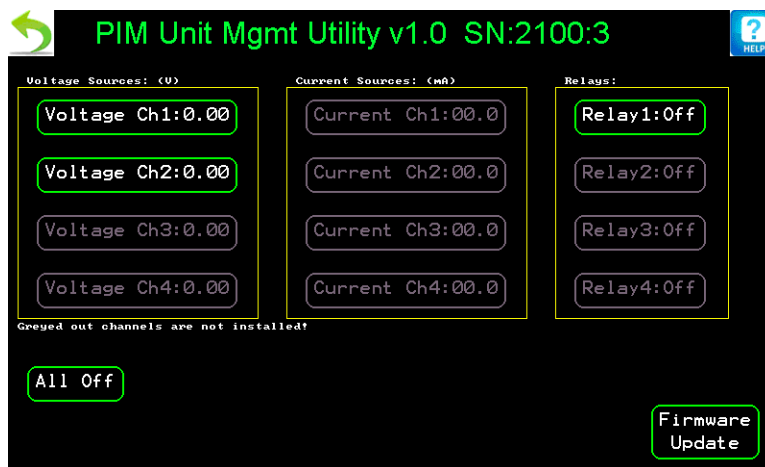 PIM Unit Mgmt Utility v1.0 SN:2100:3
?
HELP
Voltage Sources: (V)
Current Sources: (mA)
Relays:
Voltage Ch1:0.00
Current Ch1:00.0
Relay1:Off
Voltage Ch2:0.00
Current Ch2:00.0
Relay2:Off
Voltage Ch3:0.00
Current Ch3:00.0
Relay3:Off
Voltage Ch4:0.00
Current Ch4:00.0
Relay4:Off
Greyed out channels are not installed!
All Off
Firmware
Update